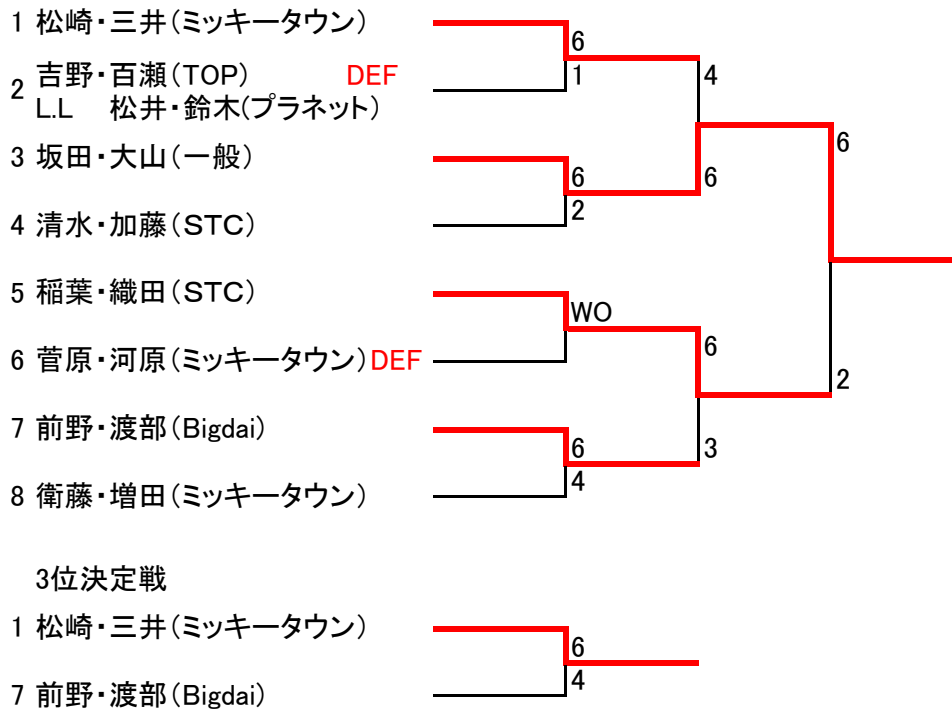 1 松崎・三井(ミッキータウン)
6
1
2 吉野・百瀬(TOP) DEF
L.L 松井・鈴木(プラネット)
4
6
3 坂田・大山(一般)
6
2
6
4 清水・加藤(STC)
5 稲葉・織田(STC)
WO
6 菅原・河原(ミッキータウン)DEF
6
2
7 前野・渡部(Bigdai)
6
4
3
8 衛藤・増田(ミッキータウン)
3位決定戦
1 松崎・三井(ミッキータウン)
6
4
7 前野・渡部(Bigdai)